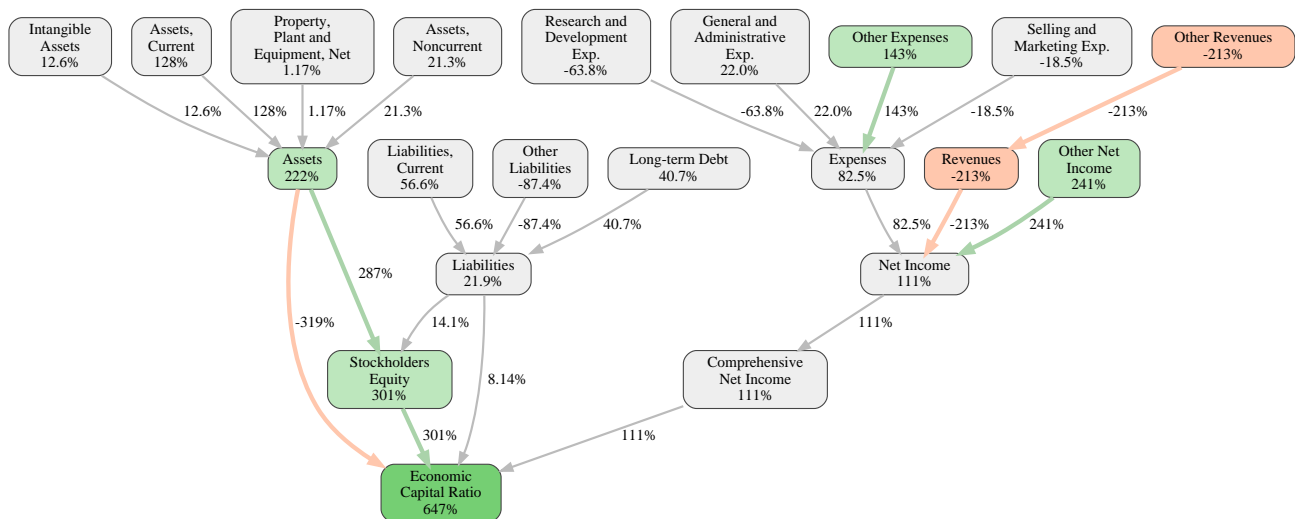 Intangible
Assets
12.6%
Assets,
Current
128%
Property,
Plant and
Equipment, Net
1.17%
Assets,
Noncurrent
21.3%
Research and
Development
Exp.
-63.8%
General and
Administrative
Exp.
22.0%
Other Expenses
143%
Selling and
Marketing Exp.
-18.5%
Other Revenues
-213%
12.6%
128%
1.17%
21.3%
-63.8%
22.0%
143%
-18.5%
-213%
Assets
222%
Liabilities,
Current
56.6%
Other
Liabilities
-87.4%
Long-term Debt
40.7%
Expenses
82.5%
Revenues
-213%
Other Net
Income
241%
56.6%
-87.4%
40.7%
82.5%
-213%
241%
287%
Liabilities
21.9%
Net Income
111%
-319%
14.1%
111%
Stockholders
Equity
301%
8.14%
Comprehensive
Net Income
111%
301%
111%
Economic
Capital Ratio
647%